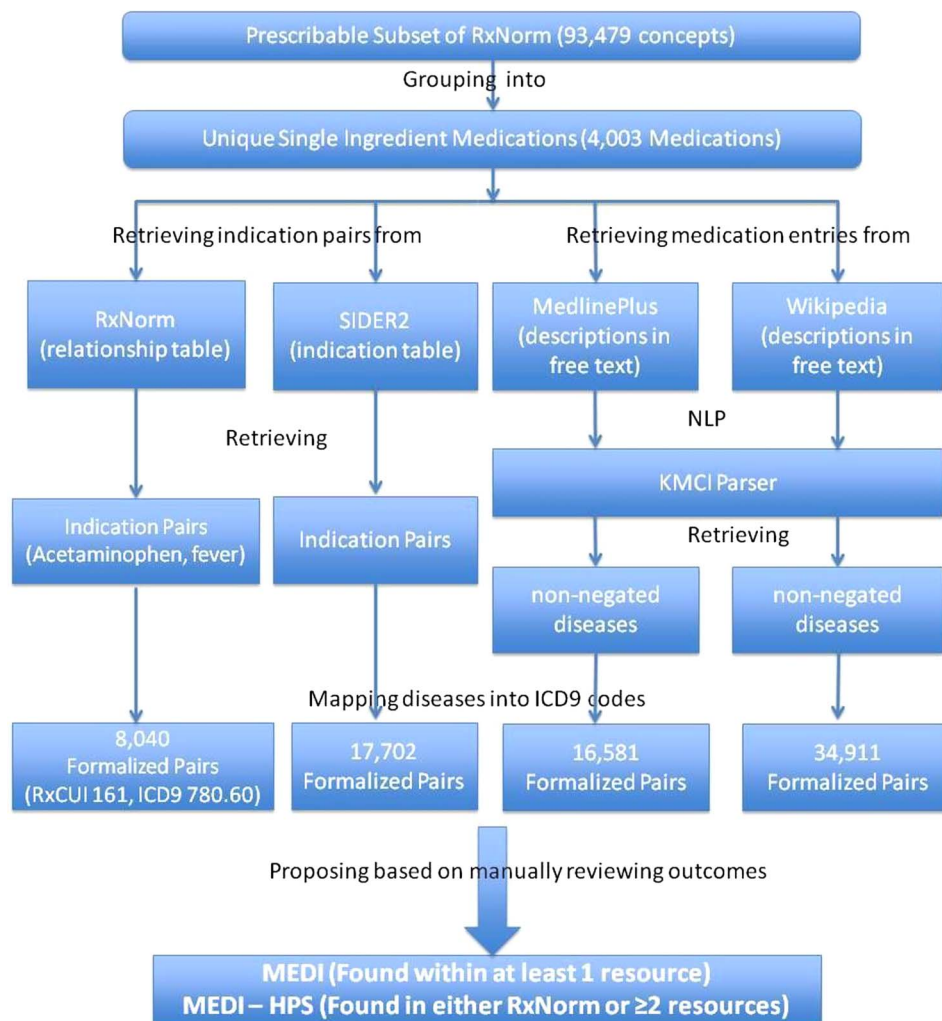 Prescribable Subset of RxNorm (93,479 concepts)
Grouping into
Unique Single Ingredient Medications (4,003 Medications)
Retrieving indication pairs from
Retrieving medication entries from
RxNorm
(relationship table)
SIDER2
(indication table)
MedlinePlus
(descriptions in
free text)
Wikipedia
(descriptions in
free text)
Retrieving
NLP
KMCI Parser
Indication Pairs
(Acetaminophen, fever)
Indication Pairs
Retrieving
non-negated
diseases
non-negated
diseases
Mapping diseases into ICD9 codes
8,040
Formalized Pairs
(RxCUI 161, ICD9 780.60)
17,702
Formalized Pairs
16,581
Formalized Pairs
34,911
Formalized Pairs
Proposing based on manually reviewing outcomes
MEDI (Found within at least 1 resource)
MEDI – HPS (Found in either RxNorm or ≥2 resources)